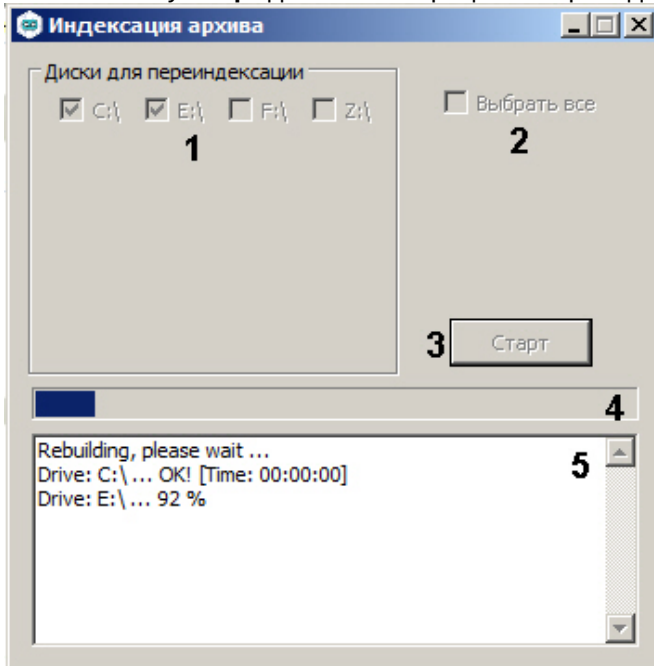 Индексация архива
Диски для переиндексации
C:\ E:\ F:\ Z:\
Выбрать все
1
2
3
Старт
4
Rebuilding, please wait ...
5
Drive: C:\ ... OK! [Time: 00:00:00]
Drive: E:\ ... 92 %